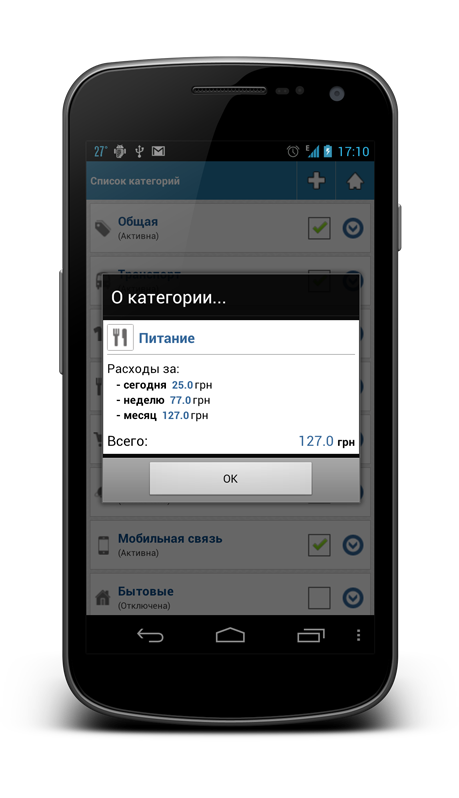 27°
E
17:10
Список категорий
Общая
(Активна)
Транспорт
О категории...
Питание
Расходы за:
- сегодня 25.0 грн
- неделю 77.0 грн
- месяц 127.0 грн
Всего: 127.0 грн
OK
Мобильная связь
(Активна)
Бытовые
(Отключена)